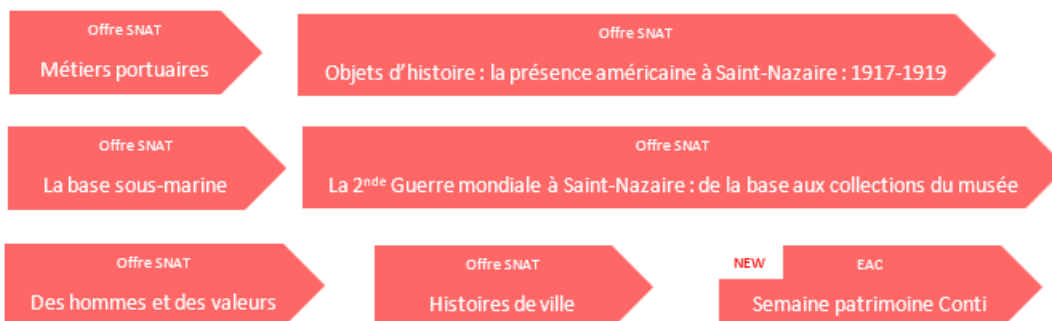 Offre SNAT
Métiers portuaires
Offre SNAT
Objets d'histoire : la présence américaine à Saint-Nazaire : 1917-1919
Offre SNAT
La base sous-marine
Offre SNAT
La 2nde Guerre mondiale à Saint-Nazaire : de la base aux collections du musée
Offre SNAT
Des hommes et des valeurs
Offre SNAT
Histoires de ville
NEW
EAC
Semaine patrimoine Conti